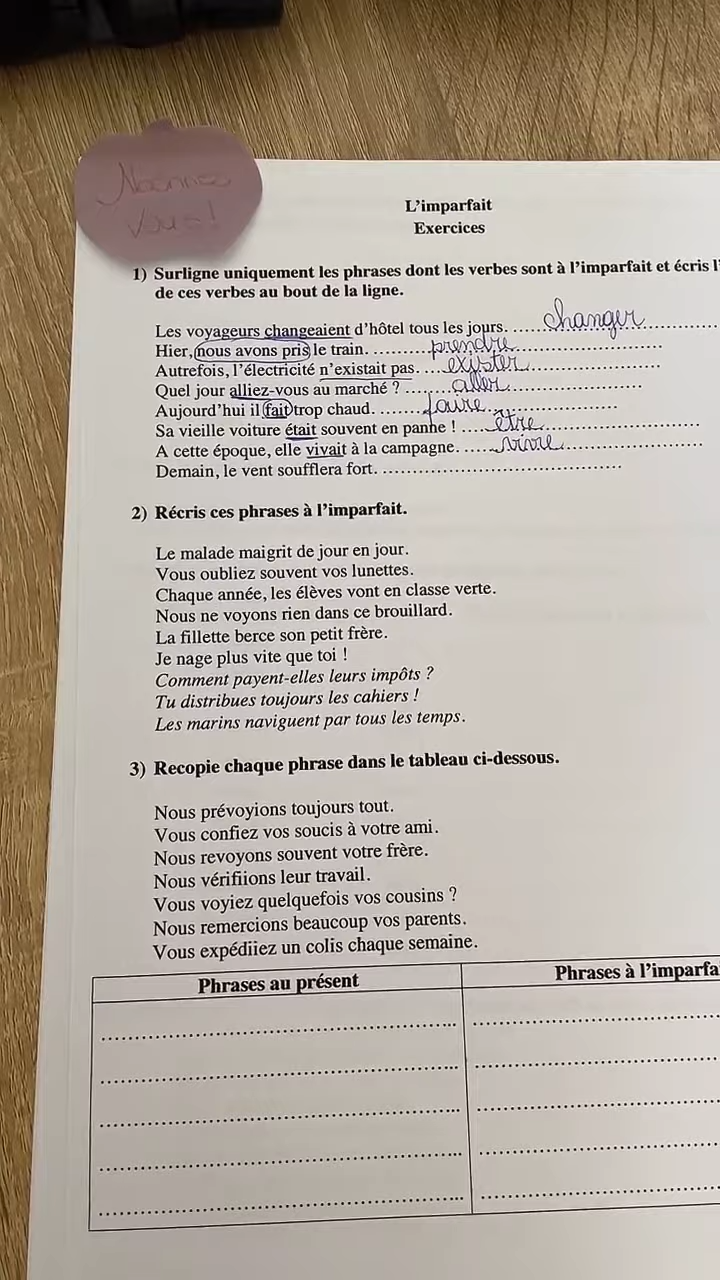 Abonnez
Vous!
L'imparfait
Exercices
1) Surligne uniquement les phrases dont les verbes sont à l'imparfait et écris l'
de ces verbes au bout de la ligne.
Les voyageurs changeaient d'hôtel tous les jours. changer
Hier, nous avons pris le train. prendre
Autrefois, l'électricité n'existait pas. exister
Quel jour alliez-vous au marché ? aller
Aujourd'hui il fait trop chaud. faire
Sa vieille voiture était souvent en panne ! être
A cette époque, elle vivait à la campagne. vivre
Demain, le vent soufflera fort.
2) Récris ces phrases à l'imparfait.
Le malade maigrit de jour en jour.
Vous oubliez souvent vos lunettes.
Chaque année, les élèves vont en classe verte.
Nous ne voyons rien dans ce brouillard.
La fillette berce son petit frère.
Je nage plus vite que toi !
Comment payent-elles leurs impôts ?
Tu distribues toujours les cahiers !
Les marins naviguent par tous les temps.
3) Recopie chaque phrase dans le tableau ci-dessous.
Nous prévoyions toujours tout.
Vous confiez vos soucis à votre ami.
Nous revoyons souvent votre frère.
Nous vérifiions leur travail.
Vous voyiez quelquefois vos cousins ?
Nous remercions beaucoup vos parents.
Vous expédiiez un colis chaque semaine.
Phrases au présent Phrases à l'imparfa